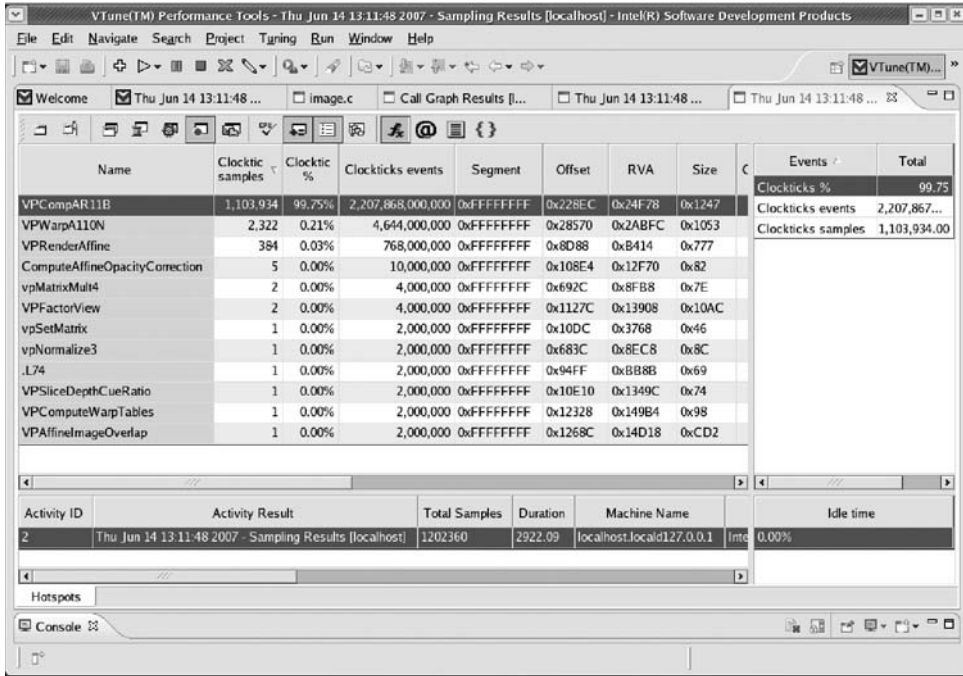 VTune(TM) Performance Tools - Thu Jun 14 13:11:48 2007 - Sampling Results [localhost] - Intel(R) Software Development Products
File Edit Navigate Search Project Tuning Run Window Help
VTune(TM)... »
Welcome Thu Jun 14 13:11:48 ... image.c Call Graph Results [l... Thu Jun 14 13:11:48 ... Thu Jun 14 13:11:48 ...
Name Clocktic samples Clocktic % Clockticks events Segment Offset RVA Size C
VPCompAR11B 1,103,934 99.75% 2,207,868,000,000 0xFFFFFFFF 0x228EC 0x24F78 0x1247
VPWarpA110N 2,322 0.21% 4,644,000,000 0xFFFFFFFF 0x28570 0x2ABFC 0x1053
VPRenderAffine 384 0.03% 768,000,000 0xFFFFFFFF 0x8D88 0xB414 0x777
ComputeAffineOpacityCorrection 5 0.00% 10,000,000 0xFFFFFFFF 0x108E4 0x12F70 0x82
vpMatrixMult4 2 0.00% 4,000,000 0xFFFFFFFF 0x692C 0x8FB8 0x7E
VPFactorView 2 0.00% 4,000,000 0xFFFFFFFF 0x1127C 0x13908 0x10AC
vpSetMatrix 1 0.00% 2,000,000 0xFFFFFFFF 0x10DC 0x3768 0x46
vpNormalize3 1 0.00% 2,000,000 0xFFFFFFFF 0x683C 0x8EC8 0x8C
.L74 1 0.00% 2,000,000 0xFFFFFFFF 0x94FF 0xBB8B 0x69
VPSliceDepthCueRatio 1 0.00% 2,000,000 0xFFFFFFFF 0x10E10 0x1349C 0x74
VPComputeWarpTables 1 0.00% 2,000,000 0xFFFFFFFF 0x12328 0x149B4 0x98
VPAffineImageOverlap 1 0.00% 2,000,000 0xFFFFFFFF 0x1268C 0x14D18 0xCD2
Events Total
Clockticks % 99.75
Clockticks events 2,207,867...
Clockticks samples 1,103,934.00
Activity ID Activity Result Total Samples Duration Machine Name Idle time
2 Thu Jun 14 13:11:48 2007 - Sampling Results [localhost] 1202360 2922.09 localhost.locald127.0.0.1 Inte 0.00%
Hotspots
Console